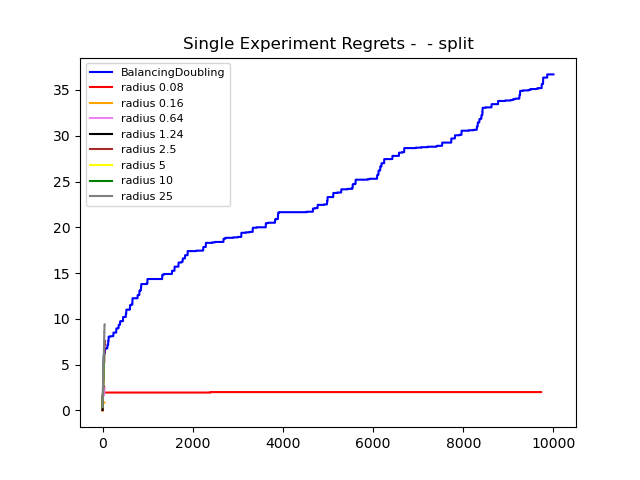 Single Experiment Regrets -  - split
BalancingDoubling
radius 0.08
radius 0.16
radius 0.64
radius 1.24
radius 2.5
radius 5
radius 10
radius 25
35
30
25
20
15
10
5
0
0 2000 4000 6000 8000 10000